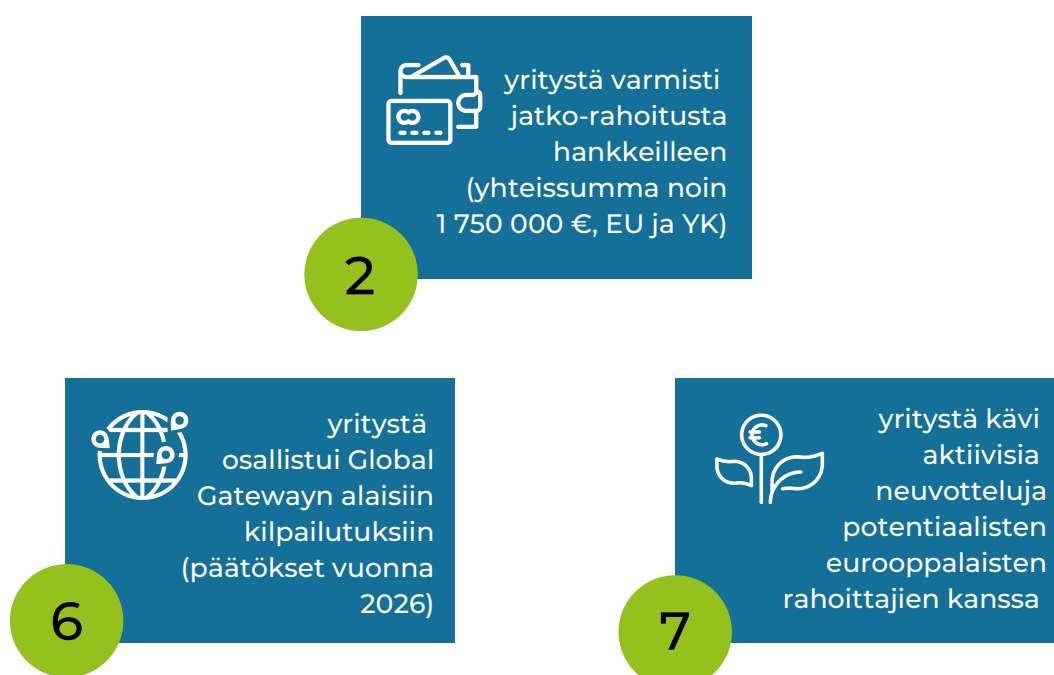 yritystä varmisti
jatko-rahoitusta
hankkeilleen
(yhteissumma noin
1 750 000 €, EU ja YK)
2
yritystä
osallistui Global
Gatewayn alaisiin
kilpailutuksiin
(päätökset vuonna
2026)
6
€
yritystä kävi
aktiivisia
neuvotteluja
potentiaalisten
eurooppalaisten
rahoittajien kanssa
7